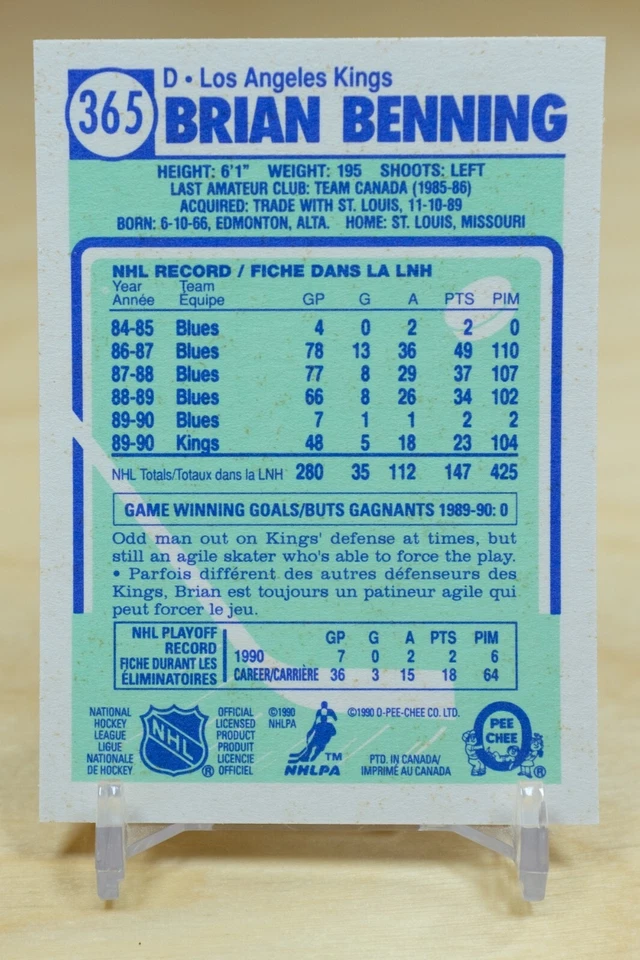 365
D • Los Angeles Kings
BRIAN BENNING
HEIGHT: 6'1" WEIGHT: 195 SHOOTS: LEFT
LAST AMATEUR CLUB: TEAM CANADA (1985-86)
ACQUIRED: TRADE WITH ST. LOUIS, 11-10-89
BORN: 6-10-66, EDMONTON, ALTA. HOME: ST. LOUIS, MISSOURI
NHL RECORD / FICHE DANS LA LNH
Year Team
Année Équipe GP G A PTS PIM
84-85 Blues 4 0 2 2 0
86-87 Blues 78 13 36 49 110
87-88 Blues 77 8 29 37 107
88-89 Blues 66 8 26 34 102
89-90 Blues 7 1 1 2 2
89-90 Kings 48 5 18 23 104
NHL Totals/Totaux dans la LNH 280 35 112 147 425
GAME WINNING GOALS/BUTS GAGNANTS 1989-90: 0
Odd man out on Kings' defense at times, but
still an agile skater who's able to force the play.
• Parfois différent des autres défenseurs des
Kings, Brian est toujours un patineur agile qui
peut forcer le jeu.
NHL PLAYOFF
RECORD
FICHE DURANT LES
ÉLIMINATOIRES
GP G A PTS PIM
1990 7 0 2 2 6
CAREER/CARRIÈRE 36 3 15 18 64
NATIONAL
HOCKEY
LEAGUE
LIGUE
NATIONALE
DE HOCKEY
NHL
®
OFFICIAL
LICENSED
PRODUCT
PRODUIT
LICENCIE
OFFICIEL
©1990
NHLPA
NHLPA
TM
©1990 O-PEE-CHEE CO. LTD.
PTD. IN CANADA/
IMPRIMÉ AU CANADA
PEE
CHEE
®